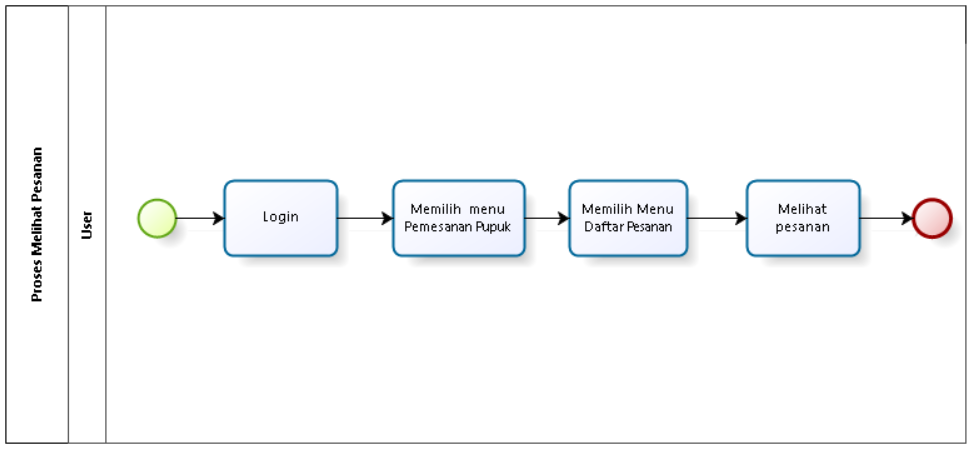 Proses Melihat Pesanan
User
Login
Memilih menu
Pemesanan Pupuk
Memilih Menu
Daftar Pesanan
Melihat
pesanan